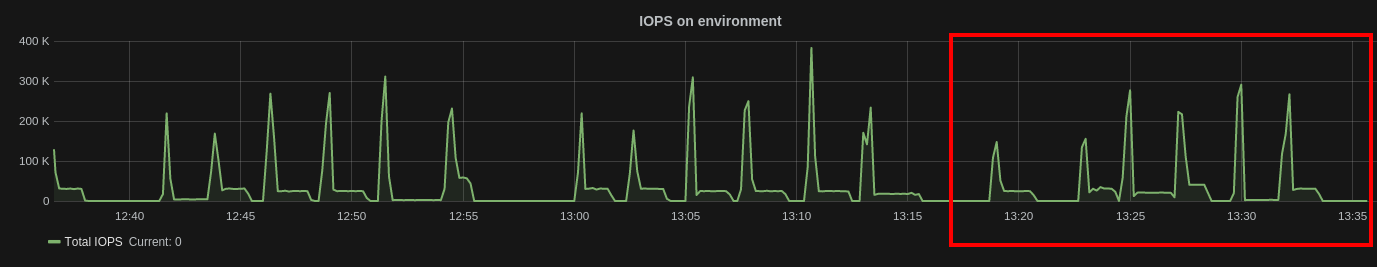 IOPS on environment
400 K
300 K
200 K
100 K
0
12:40 12:45 12:50 12:55 13:00 13:05 13:10 13:15 13:20 13:25 13:30 13:35
Total IOPS Current: 0